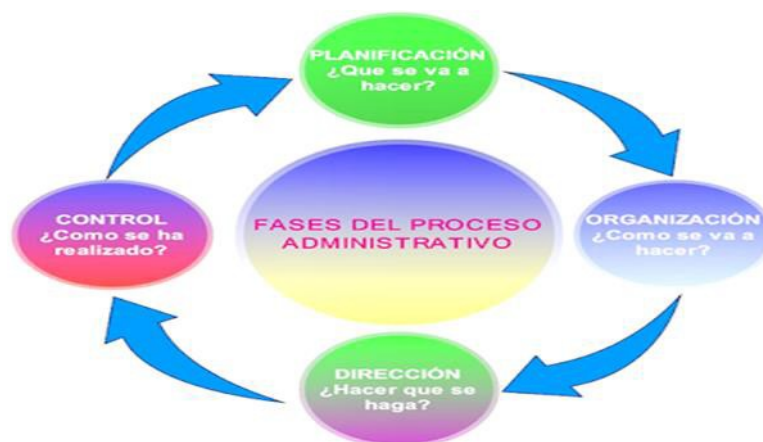 PLANIFICACIÓN
¿Que se va a
hacer?
CONTROL
¿Como se ha
realizado?
FASES DEL PROCESO
ADMINISTRATIVO
ORGANIZACIÓN
¿Como se va a
hacer?
DIRECCIÓN
¿Hacer que se
haga?